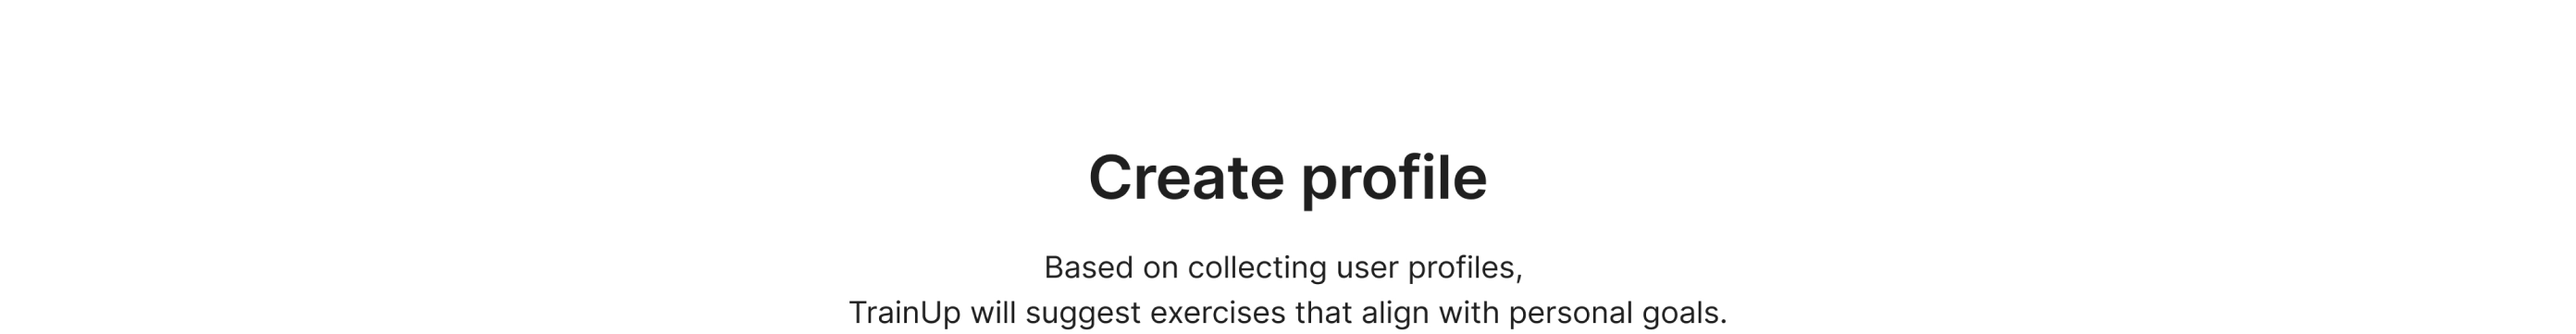 Create profile
Based on collecting user profiles,
TrainUp will suggest exercises that align with personal goals.